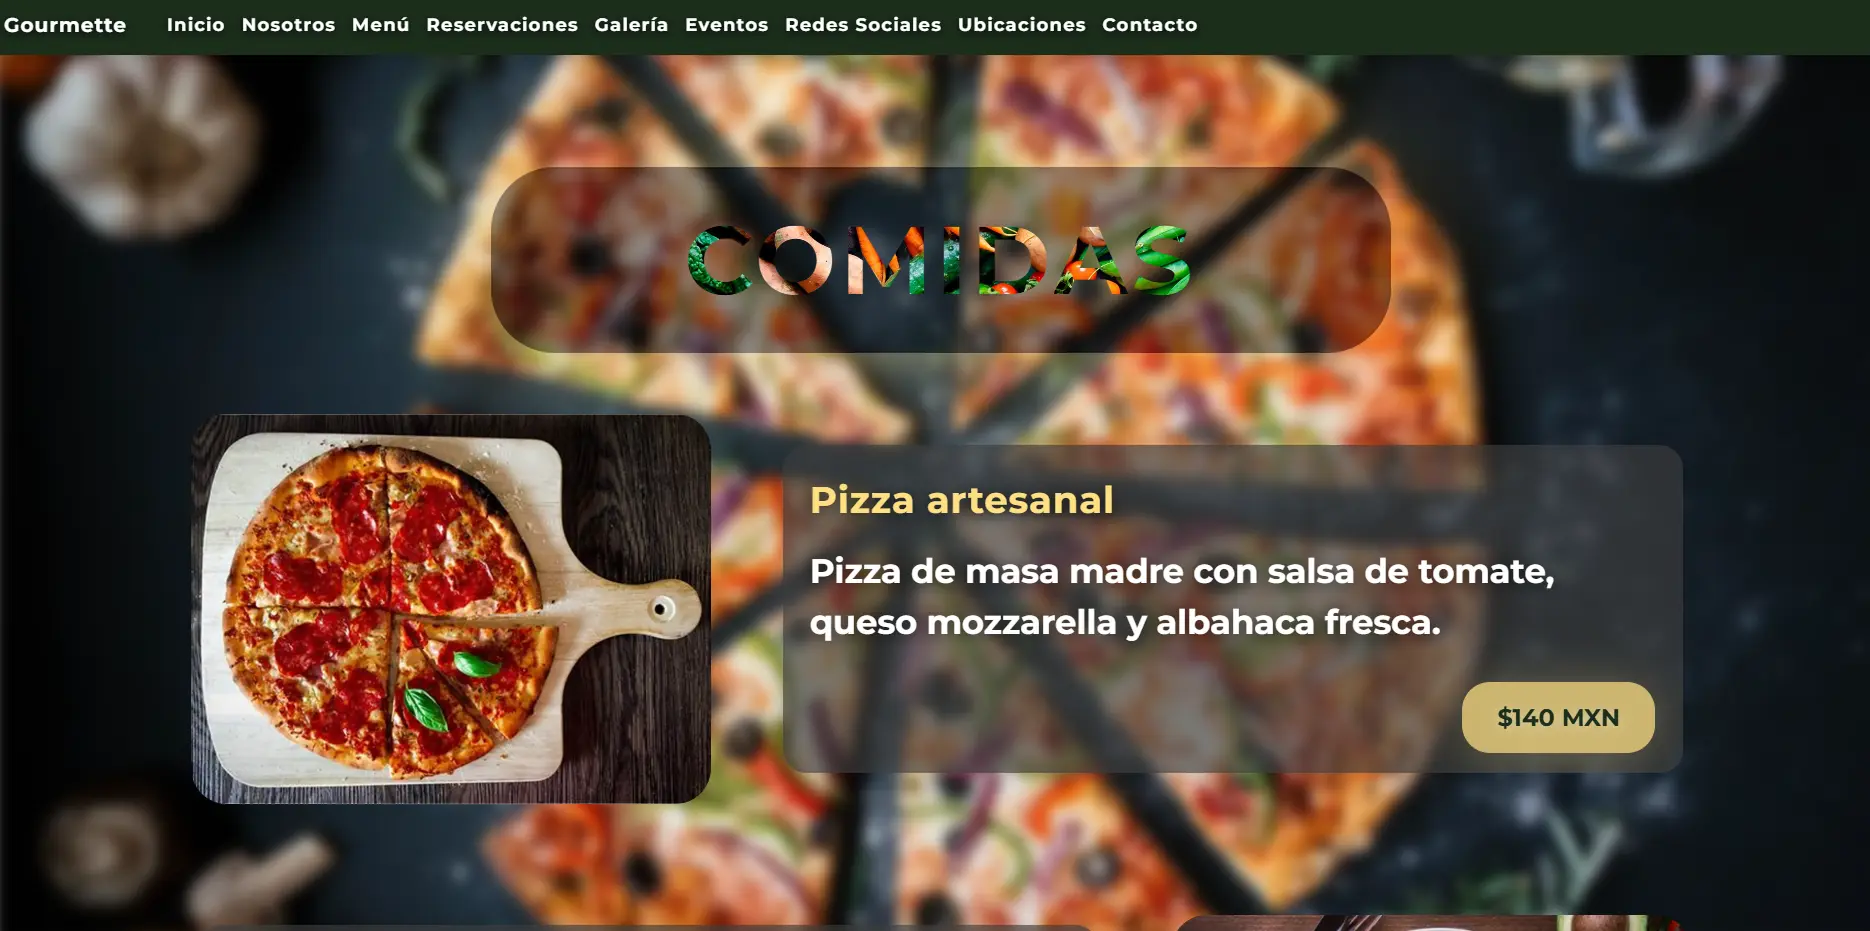 Gourmette Inicio Nosotros Menú Reservaciones Galería Eventos Redes Sociales Ubicaciones Contacto
COMIDAS
Pizza artesanal
Pizza de masa madre con salsa de tomate,
queso mozzarella y albahaca fresca.
$140 MXN